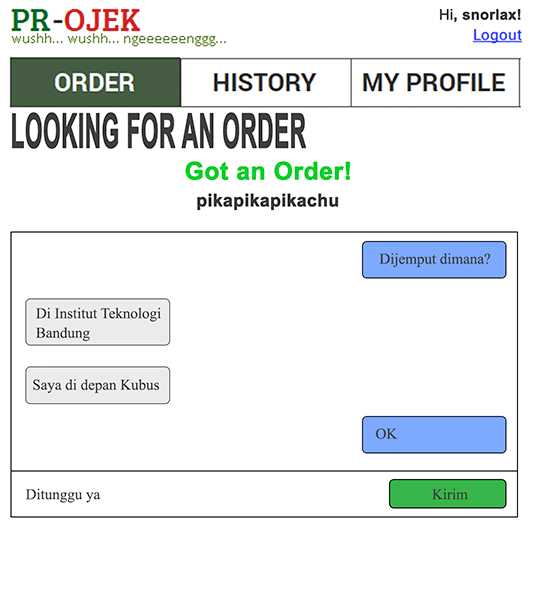 PR-OJEK
wushh... wushh... ngeeeeeenggg...
Hi, snorlax!
Logout
ORDER
HISTORY
MY PROFILE
LOOKING FOR AN ORDER
Got an Order!
pikapikapikachu
Dijemput dimana?
Di Institut Teknologi
Bandung
Saya di depan Kubus
OK
Ditunggu ya
Kirim